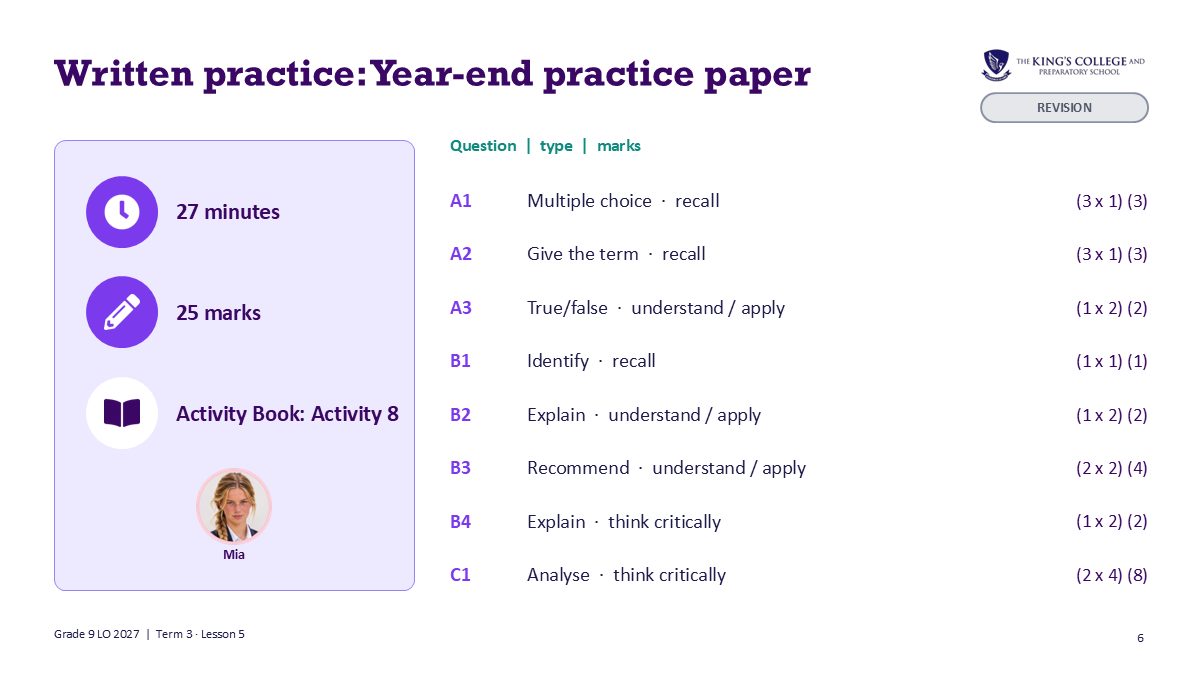 Written practice: Year-end practice paper
THE KING'S COLLEGE AND
PREPARATORY SCHOOL
REVISION
27 minutes
25 marks
Activity Book: Activity 8
Mia
Question | type | marks
A1 Multiple choice · recall (3 x 1) (3)
A2 Give the term · recall (3 x 1) (3)
A3 True/false · understand / apply (1 x 2) (2)
B1 Identify · recall (1 x 1) (1)
B2 Explain · understand / apply (1 x 2) (2)
B3 Recommend · understand / apply (2 x 2) (4)
B4 Explain · think critically (1 x 2) (2)
C1 Analyse · think critically (2 x 4) (8)
Grade 9 LO 2027 | Term 3 · Lesson 5
6